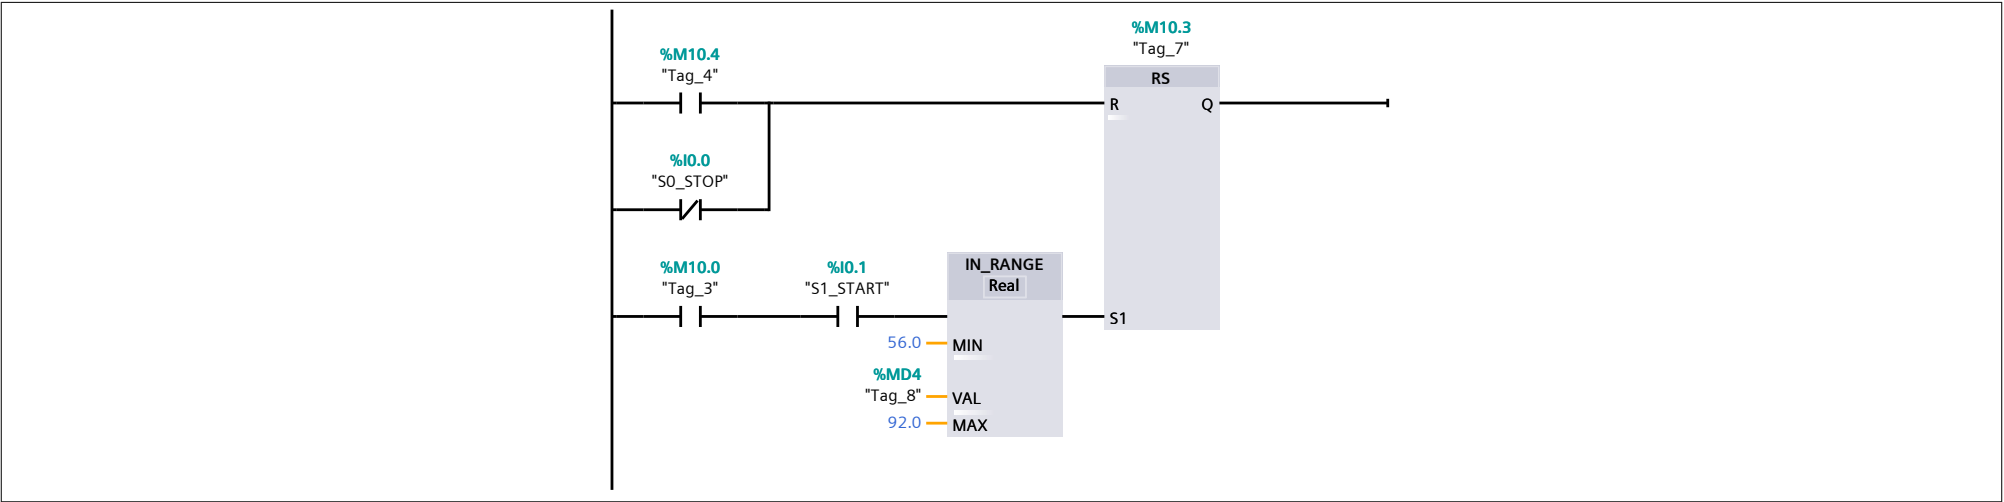 %M10.3
"Tag_7"
%M10.4
"Tag_4"
RS
R
Q
%I0.0
"S0_STOP"
%M10.0
"Tag_3"
%I0.1
"S1_START"
IN_RANGE
Real
S1
56.0
MIN
%MD4
"Tag_8"
VAL
92.0
MAX